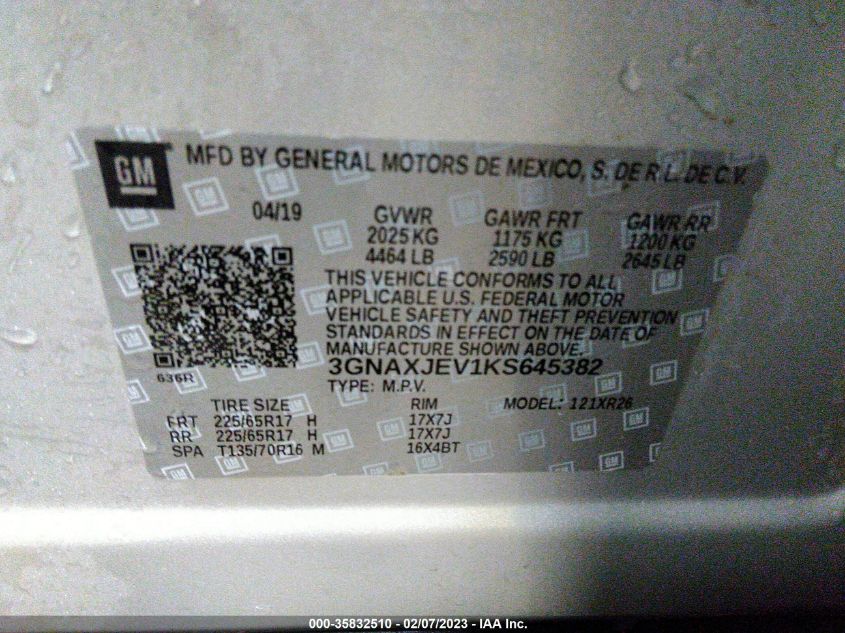 GM MFD BY GENERAL MOTORS DE MEXICO, S. DE R L. DE C.V.
04/19 GVWR GAWR FRT GAWR RR
2025 KG 1175 KG 1200 KG
4464 LB 2590 LB 2645 LB
THIS VEHICLE CONFORMS TO ALL
APPLICABLE U.S. FEDERAL MOTOR
VEHICLE SAFETY AND THEFT PREVENTION
STANDARDS IN EFFECT ON THE DATE OF
MANUFACTURE SHOWN ABOVE.
3GNAXJEV1KS645382
636R
TYPE: M.P.V.
TIRE SIZE RIM MODEL: 121XR26
FRT 225/65R17 H 17X7J
RR 225/65R17 H 17X7J
SPA T135/70R16 M 16X4BT
000-35832510 - 02/07/2023 - IAA Inc.